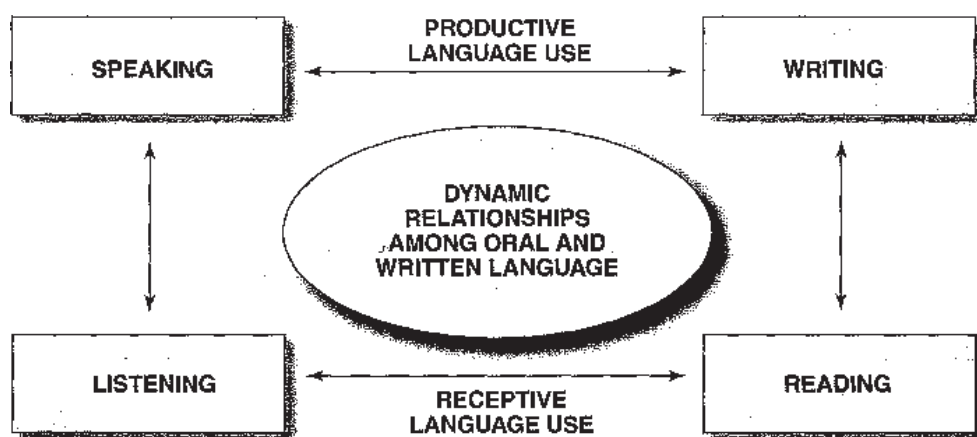 PRODUCTIVE
LANGUAGE USE
SPEAKING
WRITING
DYNAMIC
RELATIONSHIPS
AMONG ORAL AND
WRITTEN LANGUAGE
LISTENING
READING
RECEPTIVE
LANGUAGE USE